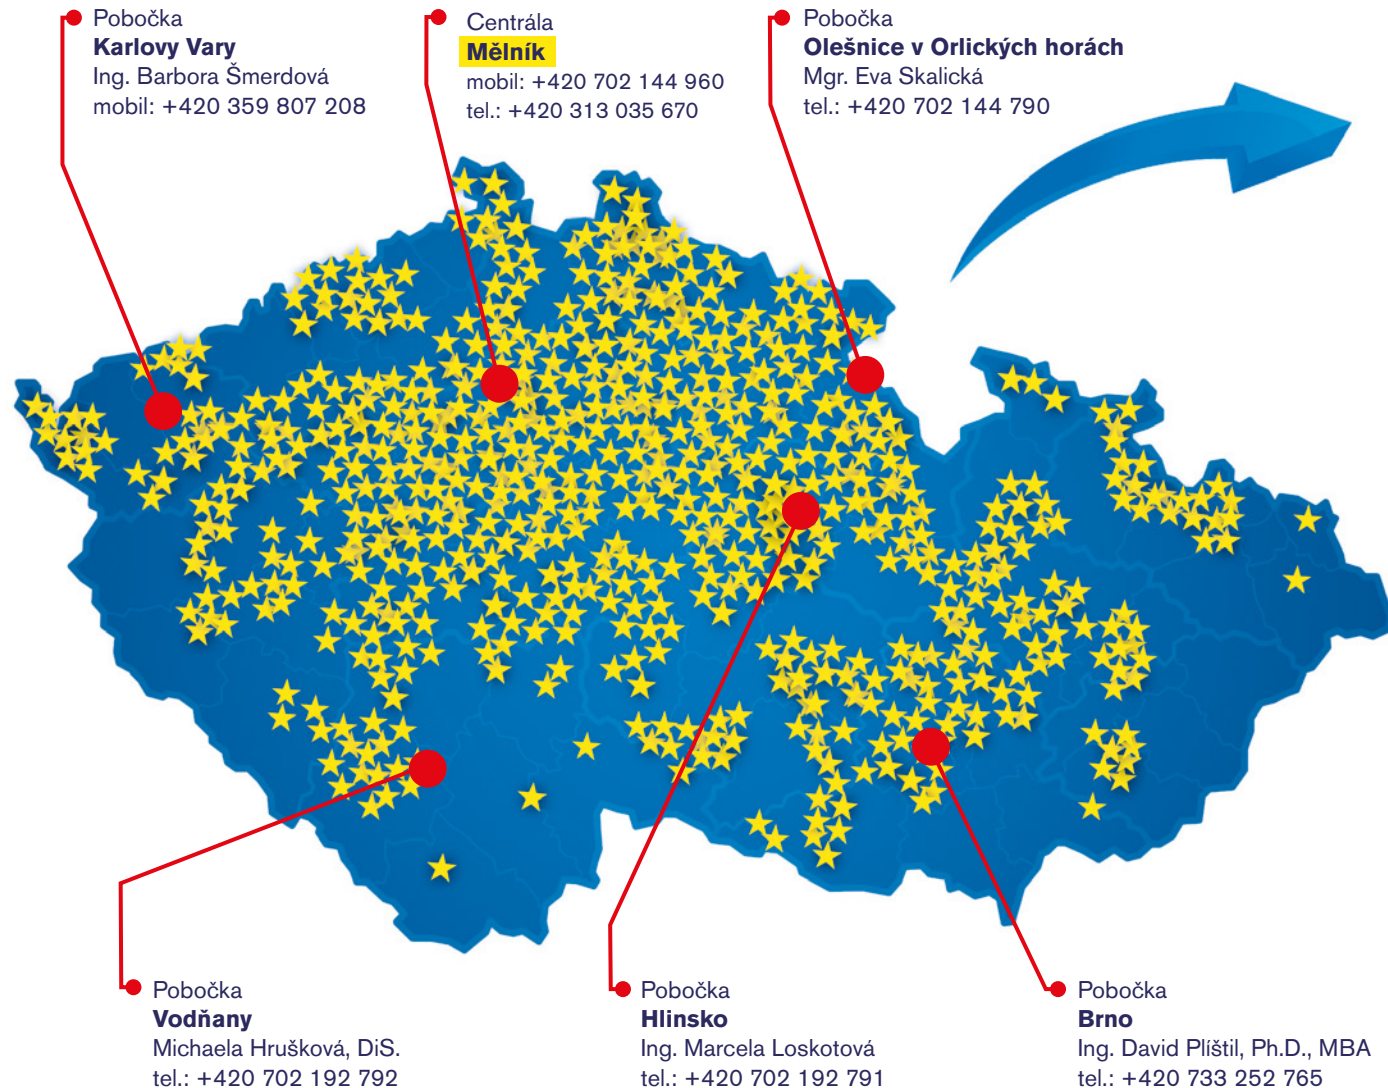 Pobočka
Karlovy Vary
Ing. Barbora Šmerdová
mobil: +420 359 807 208
Centrála
Mělník
mobil: +420 702 144 960
tel.: +420 313 035 670
Pobočka
Olešnice v Orlických horách
Mgr. Eva Skalická
tel.: +420 702 144 790
Pobočka
Vodňany
Michaela Hrušková, DiS.
tel.: +420 702 192 792
Pobočka
Hlinsko
Ing. Marcela Loskotová
tel.: +420 702 192 791
Pobočka
Brno
Ing. David Plíštil, Ph.D., MBA
tel.: +420 733 252 765